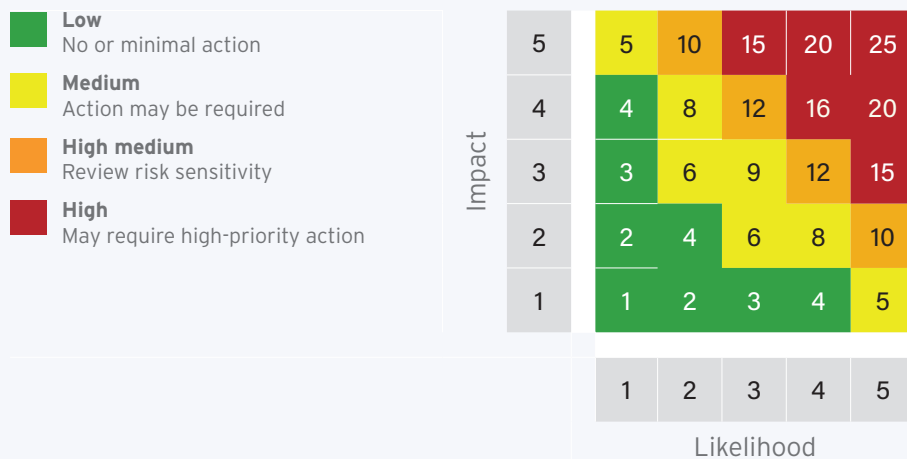 Low
No or minimal action
Medium
Action may be required
High medium
Review risk sensitivity
High
May require high-priority action
Impact
5 5 10 15 20 25
4 4 8 12 16 20
3 3 6 9 12 15
2 2 4 6 8 10
1 1 2 3 4 5
1 2 3 4 5
Likelihood